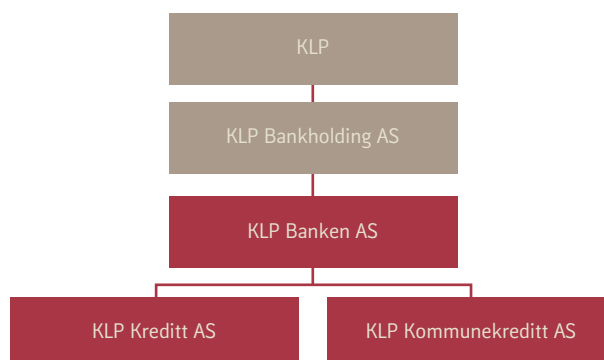 KLP
KLP Bankholding AS
KLP Banken AS
KLP Kreditt AS
KLP Kommunekreditt AS